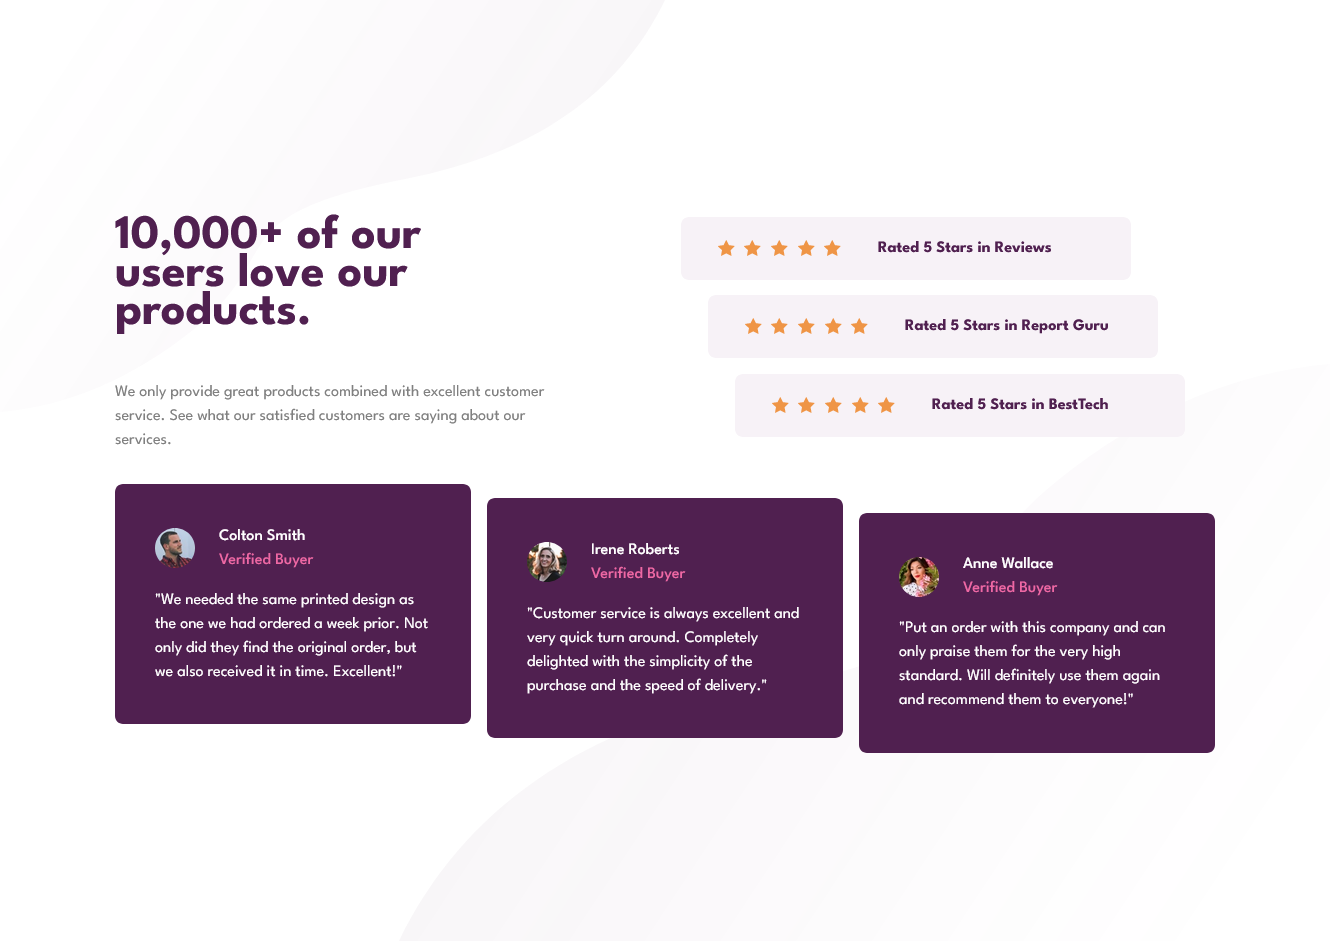 10,000+ of our
users love our
products.
We only provide great products combined with excellent customer
service. See what our satisfied customers are saying about our
services.
Rated 5 Stars in Reviews
Rated 5 Stars in Report Guru
Rated 5 Stars in BestTech
Colton Smith
Verified Buyer
"We needed the same printed design as
the one we had ordered a week prior. Not
only did they find the original order, but
we also received it in time. Excellent!"
Irene Roberts
Verified Buyer
"Customer service is always excellent and
very quick turn around. Completely
delighted with the simplicity of the
purchase and the speed of delivery."
Anne Wallace
Verified Buyer
"Put an order with this company and can
only praise them for the very high
standard. Will definitely use them again
and recommend them to everyone!"